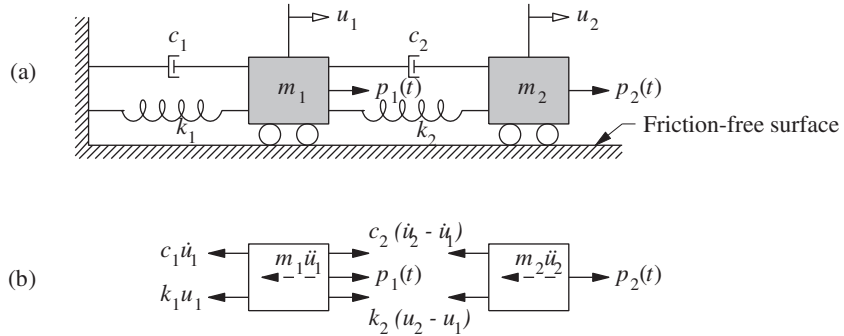 u₁
u₂
c₁
c₂
(a)
m₁
p₁(t)
m₂
p₂(t)
k₁
k₂
Friction-free surface
c₂ (u̇₂ - u̇₁)
c₁u̇₁
m₁ü₁
m₂ü₂
(b)
p₁(t)
p₂(t)
k₁u₁
k₂ (u₂ - u₁)